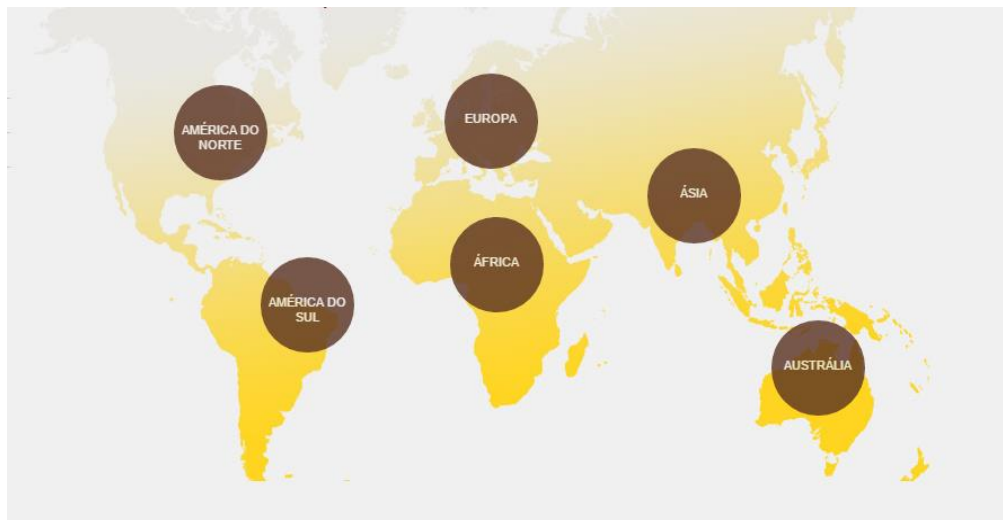 AMÉRICA DO
NORTE
EUROPA
ÁSIA
ÁFRICA
AMÉRICA DO
SUL
AUSTRÁLIA